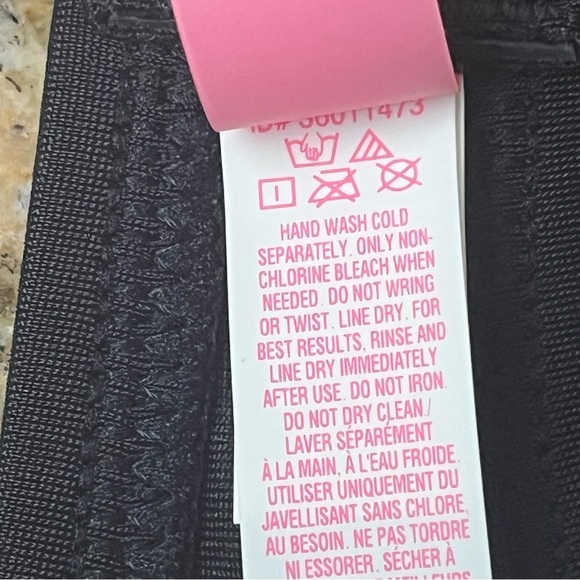 ID# 36011473
HAND WASH COLD
SEPARATELY. ONLY NON-
CHLORINE BLEACH WHEN
NEEDED. DO NOT WRING
OR TWIST. LINE DRY. FOR
BEST RESULTS, RINSE AND
LINE DRY IMMEDIATELY
AFTER USE. DO NOT IRON.
DO NOT DRY CLEAN./
LAVER SÉPARÉMENT
À LA MAIN, À L'EAU FROIDE.
UTILISER UNIQUEMENT DU
JAVELLISANT SANS CHLORE,
AU BESOIN. NE PAS TORDRE
NI ESSORER. SÉCHER À